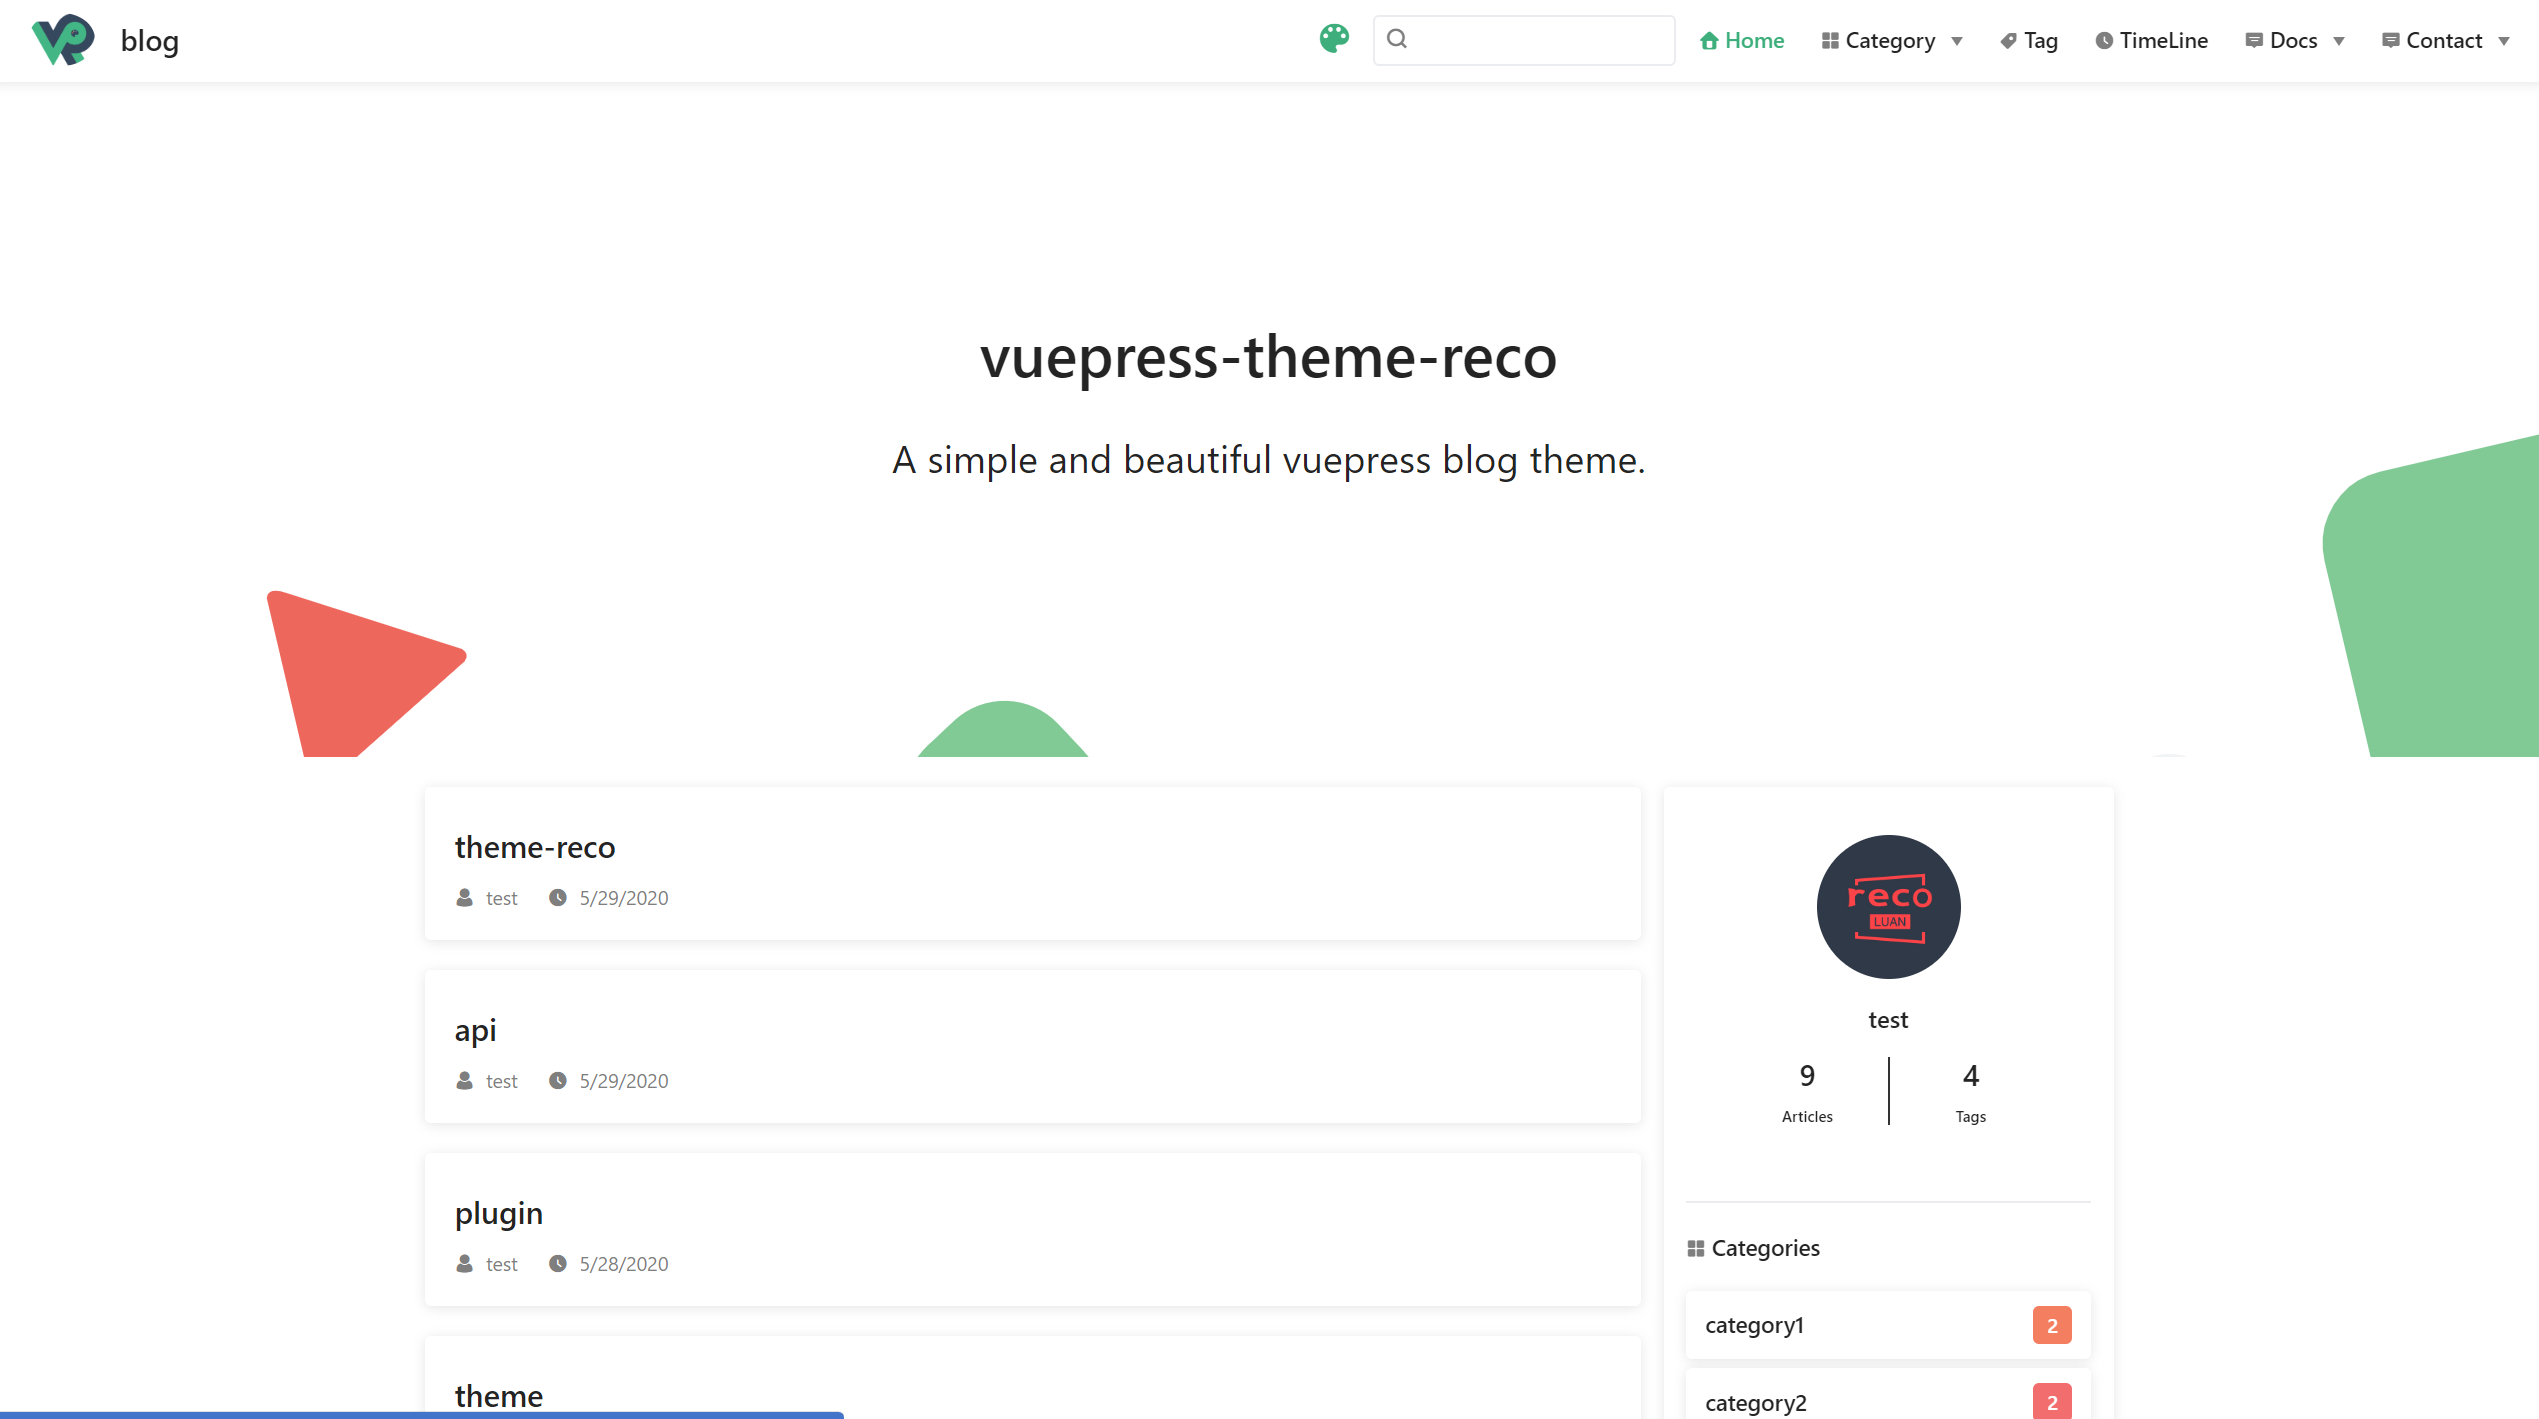 blog
Home Category Tag TimeLine Docs Contact
vuepress-theme-reco
A simple and beautiful vuepress blog theme.
theme-reco
test 5/29/2020
api
test 5/29/2020
plugin
test 5/28/2020
theme
reco
LUAN
test
9 4
Articles Tags
Categories
category1 2
category2 2